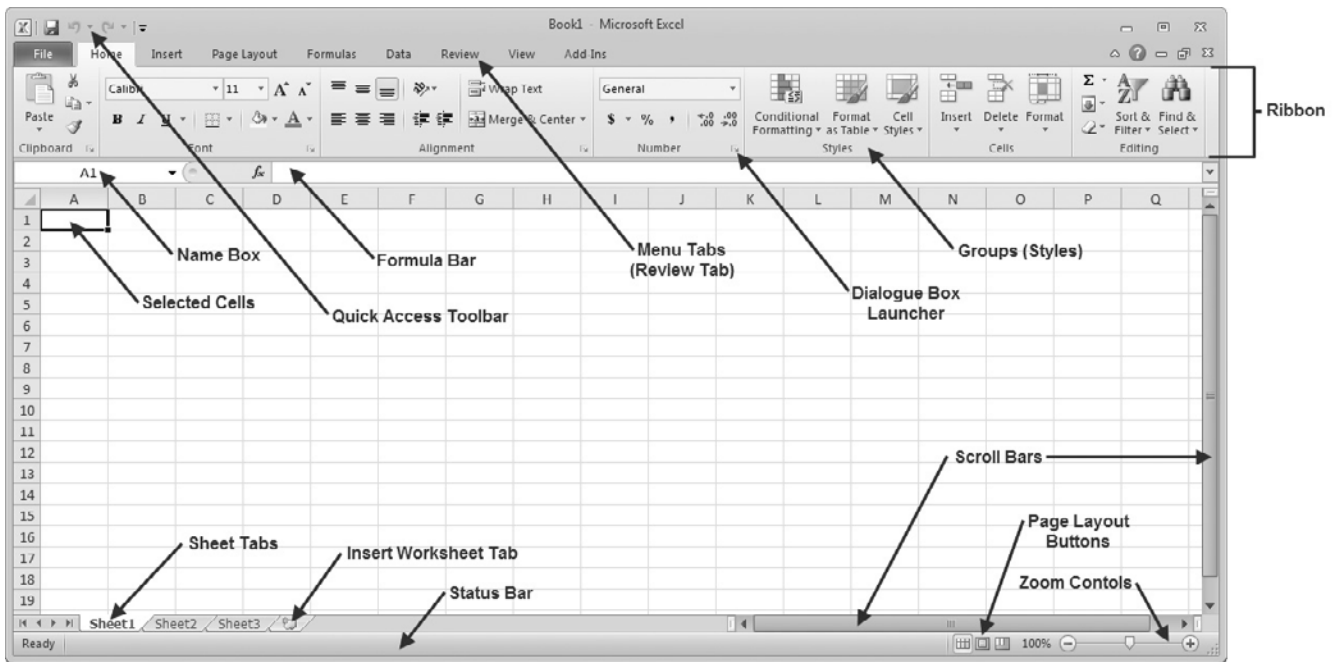 Book1 - Microsoft Excel
File Home Insert Page Layout Formulas Data Review View Add-Ins
Calibri 11 Wrap Text General
Paste B I U Merge & Center $ % , .00 .0 Conditional Format Cell Insert Delete Format Σ Sort & Find &
Formatting as Table Styles Filter Select
Clipboard Font Alignment Number Styles Cells Editing
Ribbon
A1 fx
A B C D E F G H I J K L M N O P Q
1
2
3
4
5
6
7
8
9
10
11
12
13
14
15
16
17
18
19
Name Box
Formula Bar
Menu Tabs
(Review Tab)
Groups (Styles)
Selected Cells
Quick Access Toolbar
Dialogue Box
Launcher
Scroll Bars
Page Layout
Buttons
Sheet Tabs
Insert Worksheet Tab
Zoom Contols
Status Bar
Sheet1 Sheet2 Sheet3
Ready 100%